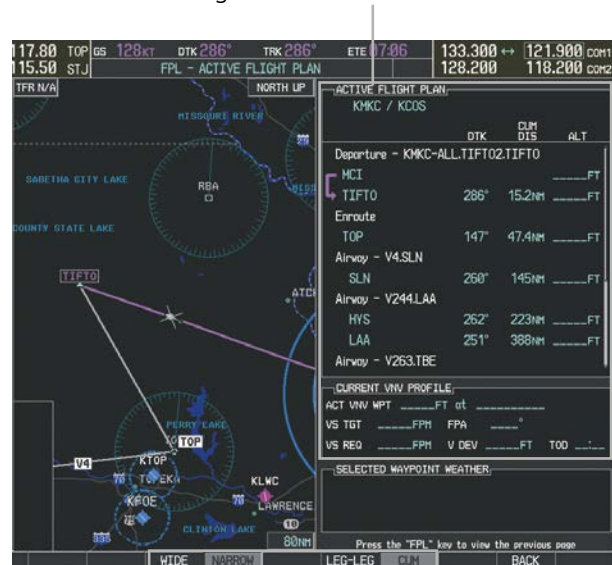 117.80 TOP GS 128KT DTK 286° TRK 286° ETE 07:06 133.300 ↔ 121.900 COM1
115.50 STJ FPL - ACTIVE FLIGHT PLAN 128.200 118.200 COM2
TFR N/A NORTH UP
MISSOURI RIVER
SABETHA CITY LAKE
RBA
COUNTY STATE LAKE
TIFTO
PERRY LAKE
TOP
V4
KTOP
TOPEKA
70
KLWC
KFOE
70
LAWRENCE
10
CLINTON LAKE
335
80NM
ACTIVE FLIGHT PLAN
KMKC / KCOS
DTK CUM DIS ALT
Departure - KMKC-ALL.TIFTO2.TIFTO
MCI _____FT
TIFTO 286° 15.2NM _____FT
Enroute
TOP 147° 47.4NM _____FT
Airway - V4.SLN
SLN 260° 145NM _____FT
Airway - V244.LAA
HYS 262° 223NM _____FT
LAA 251° 388NM _____FT
Airway - V263.TBE
CURRENT VNV PROFILE
ACT VNV WPT _____FT at __________
VS TGT _____FPM FPA ____°
VS REQ _____FPM V DEV _____FT TOD __:__
SELECTED WAYPOINT WEATHER
Press the "FPL" key to view the previous page
WIDE NARROW LEG-LEG CUM BACK